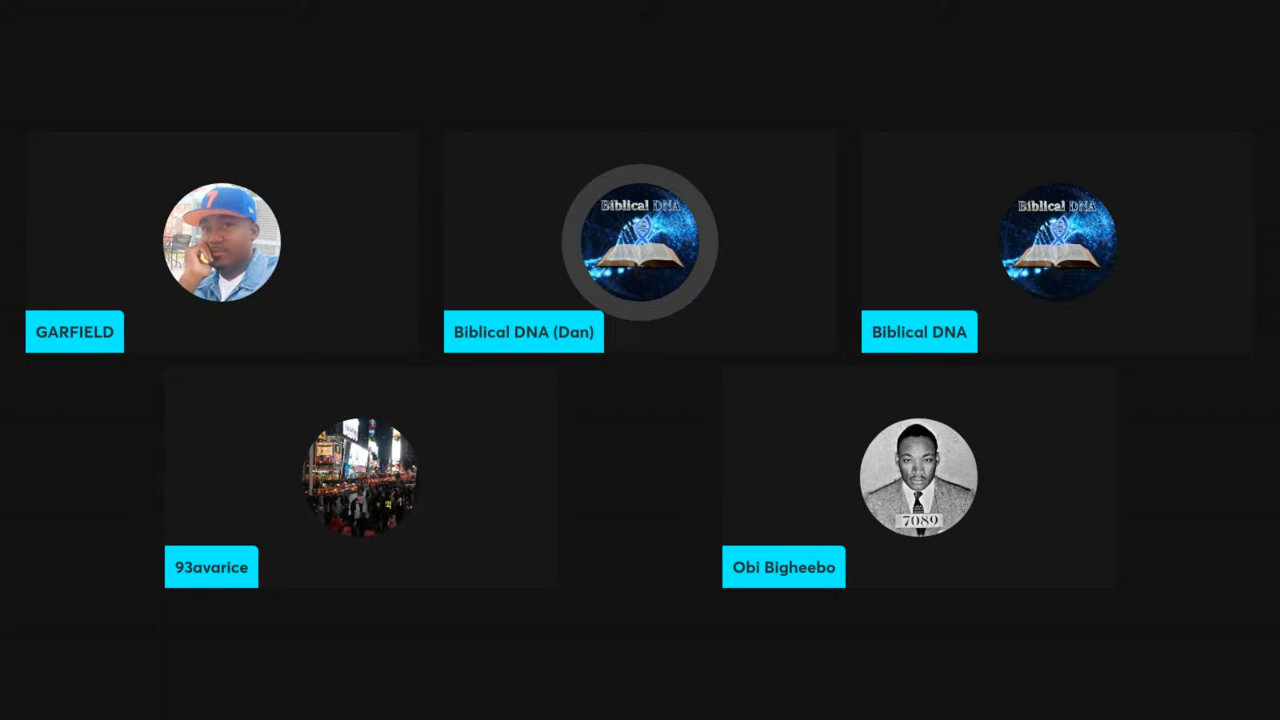 Biblical DNA
Biblical DNA
GARFIELD
Biblical DNA (Dan)
Biblical DNA
7089
93avarice
Obi Bigheebo